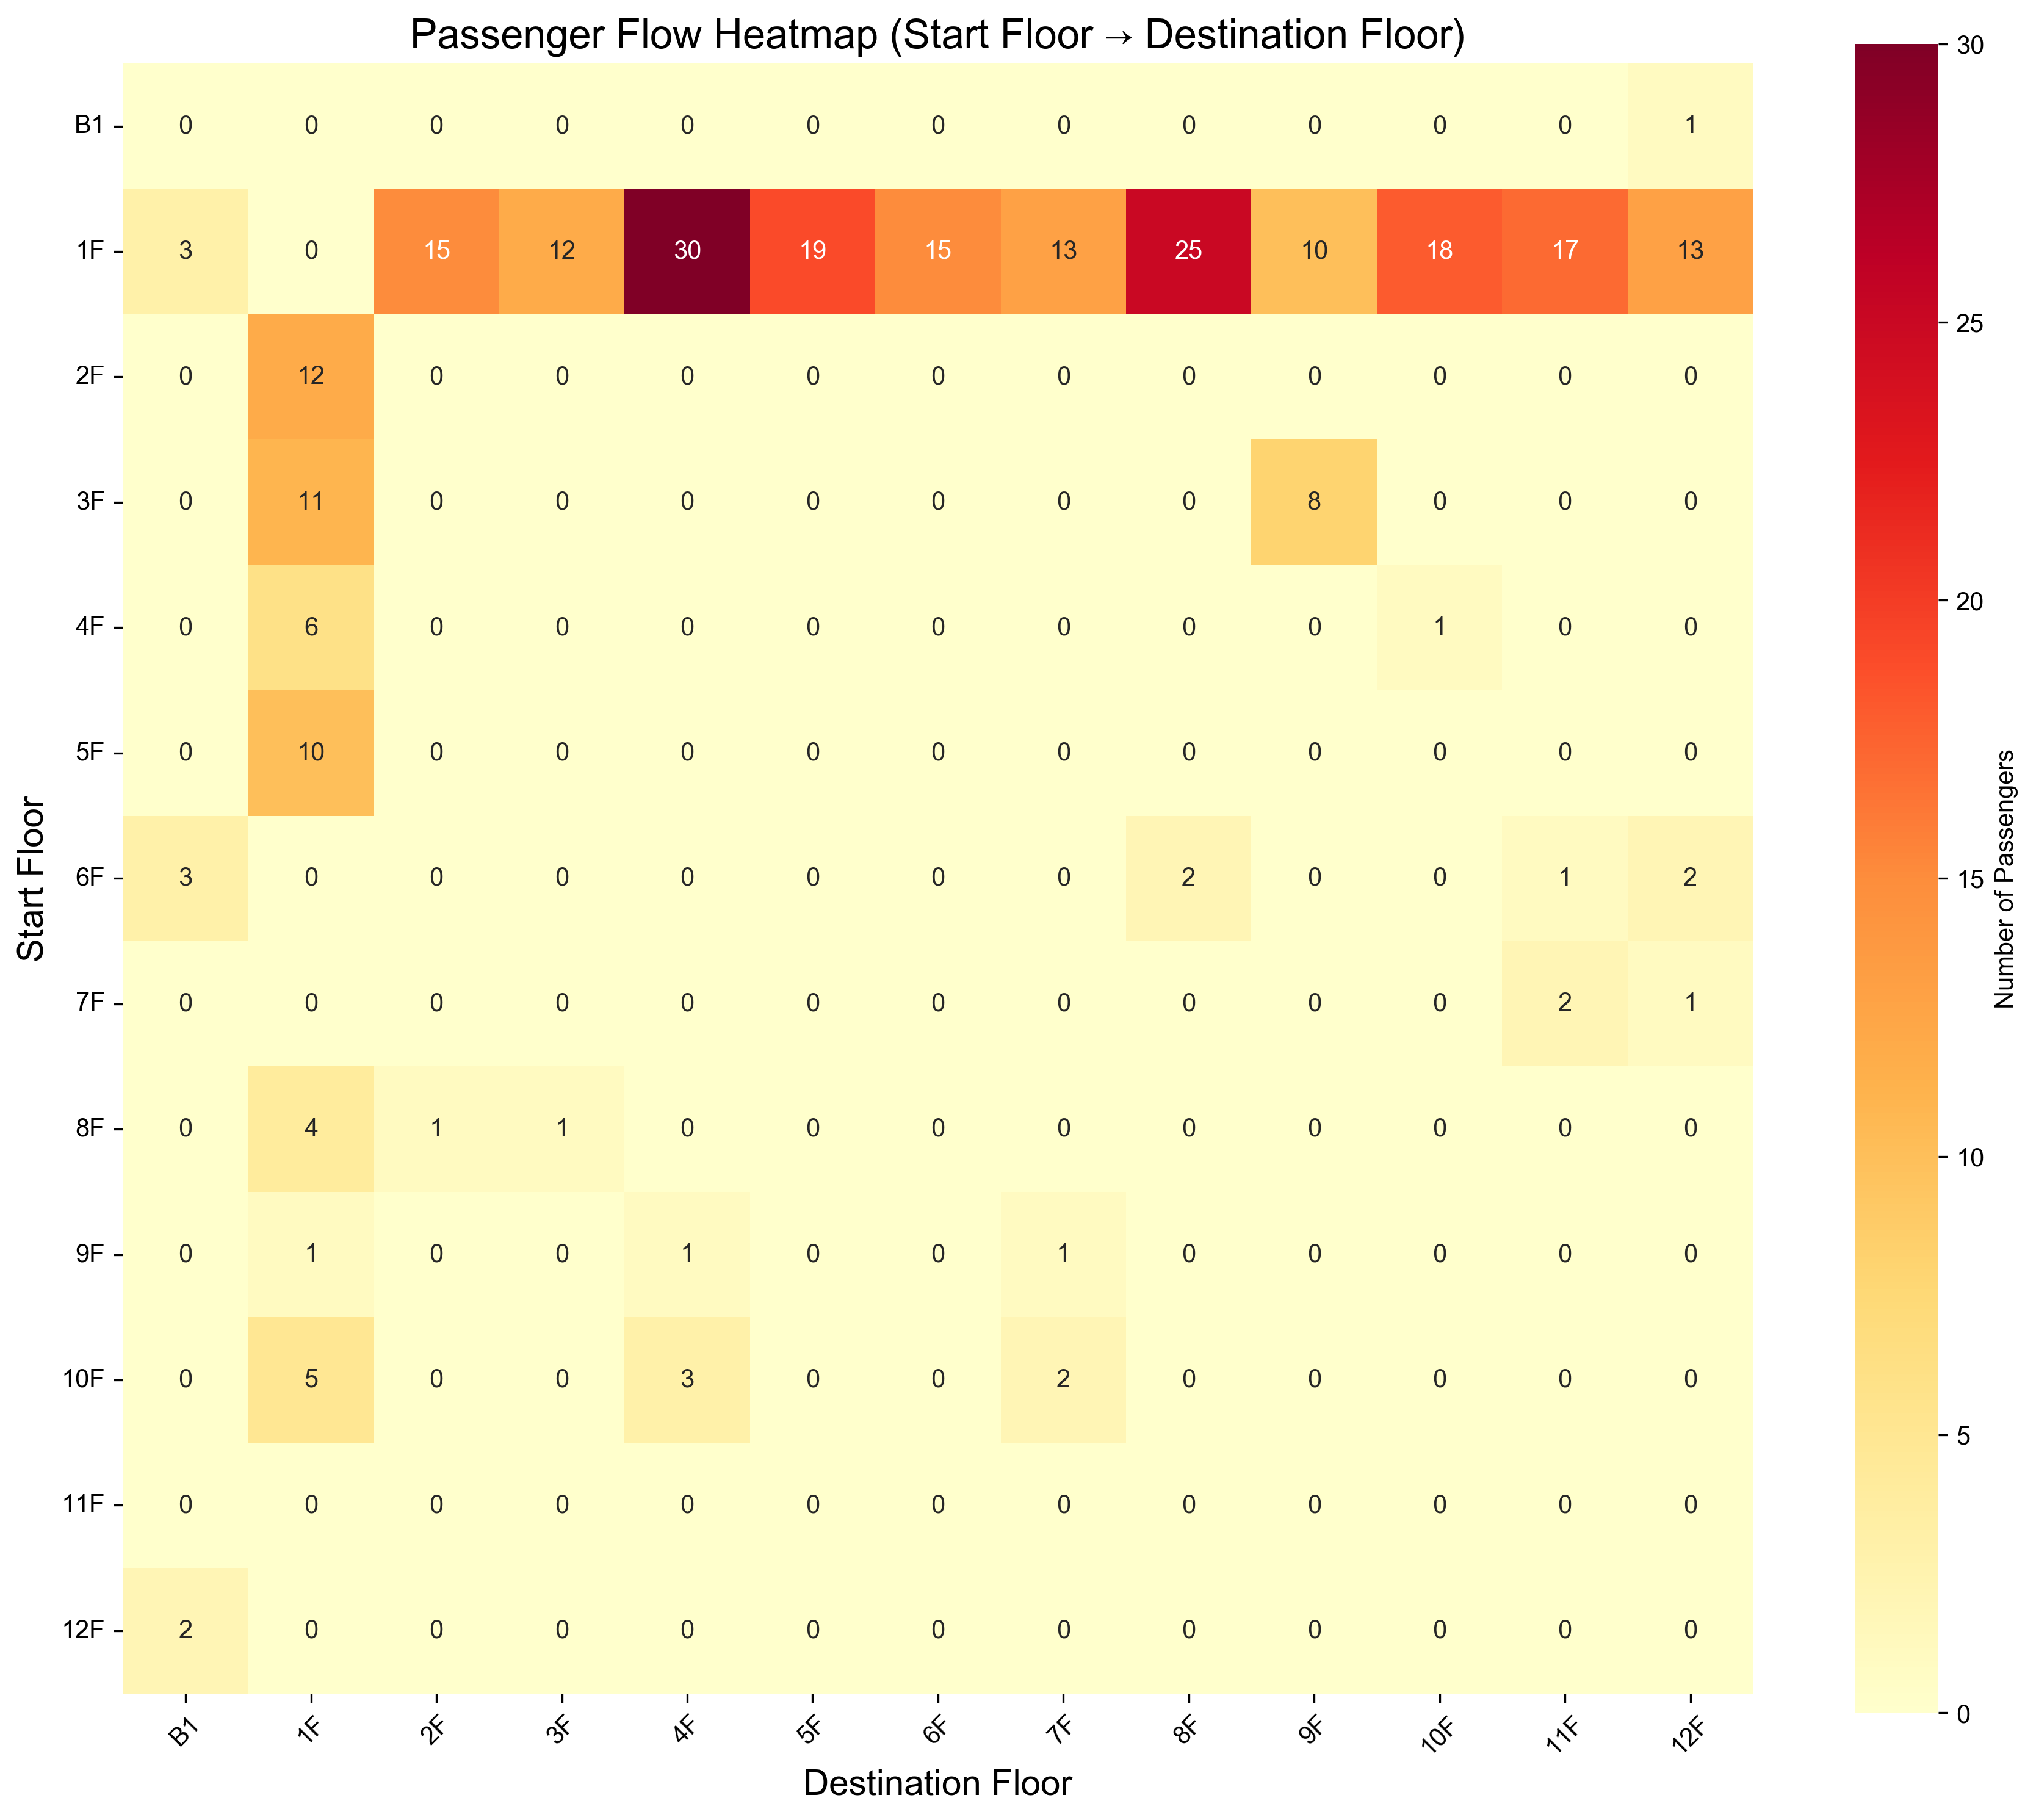 Passenger Flow Heatmap (Start Floor → Destination Floor)
B1 0 0 0 0 0 0 0 0 0 0 0 0 1
1F 3 0 15 12 30 19 15 13 25 10 18 17 13
2F 0 12 0 0 0 0 0 0 0 0 0 0 0
3F 0 11 0 0 0 0 0 0 0 8 0 0 0
4F 0 6 0 0 0 0 0 0 0 0 1 0 0
5F 0 10 0 0 0 0 0 0 0 0 0 0 0
6F 3 0 0 0 0 0 0 0 2 0 0 1 2
7F 0 0 0 0 0 0 0 0 0 0 0 2 1
8F 0 4 1 1 0 0 0 0 0 0 0 0 0
9F 0 1 0 0 1 0 0 1 0 0 0 0 0
10F 0 5 0 0 3 0 0 2 0 0 0 0 0
11F 0 0 0 0 0 0 0 0 0 0 0 0 0
12F 2 0 0 0 0 0 0 0 0 0 0 0 0
B1 1F 2F 3F 4F 5F 6F 7F 8F 9F 10F 11F 12F
Destination Floor
Start Floor
30
25
20
15
10
5
0
Number of Passengers